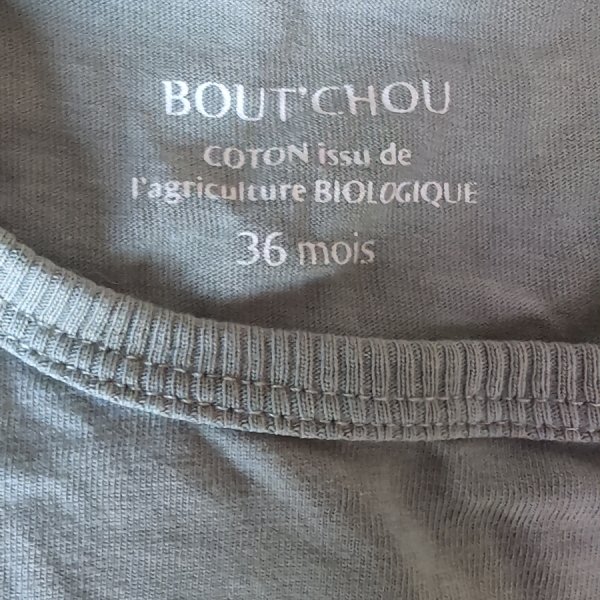 BOUT'CHOU
COTON issu de
l'agriculture BIOLOGIQUE
36 mois